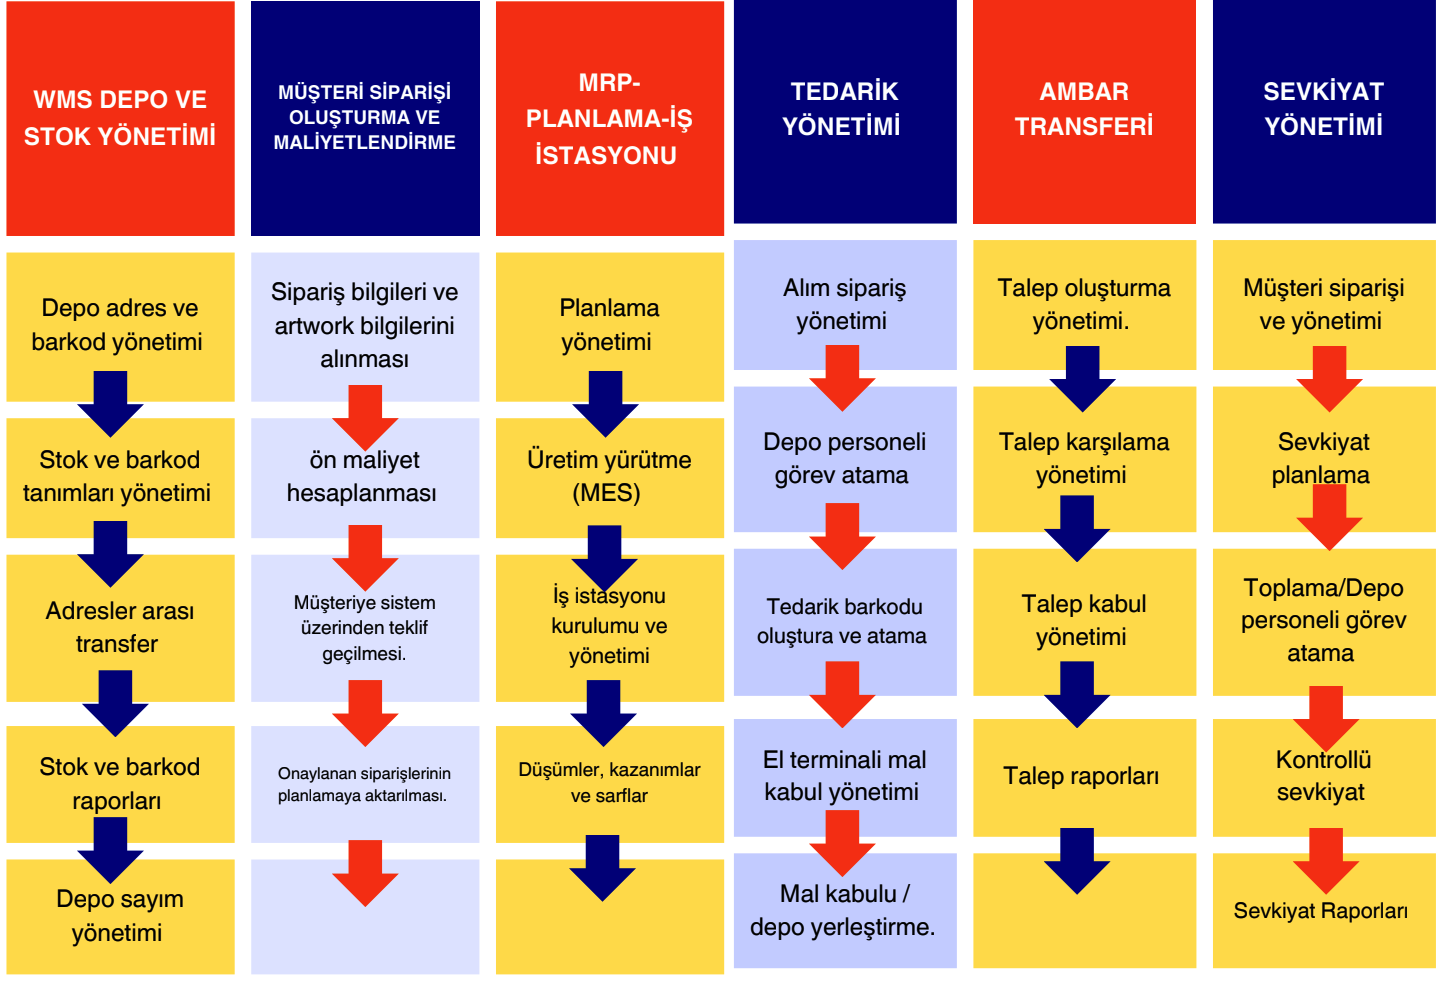 WMS DEPO VE
STOK YÖNETİMİ
Depo adres ve
barkod yönetimi
Stok ve barkod
tanımları yönetimi
Adresler arası
transfer
Stok ve barkod
raporları
Depo sayım
yönetimi
MÜŞTERİ SİPARİŞİ
OLUŞTURMA VE
MALİYETLENDİRME
Sipariş bilgileri ve
artwork bilgilerini
alınması
ön maliyet
hesaplanması
Müşteriye sistem
üzerinden teklif
geçilmesi.
Onaylanan siparişlerinin
planlamaya aktarılması.
MRP-
PLANLAMA-İŞ
İSTASYONU
Planlama
yönetimi
Üretim yürütme
(MES)
İş istasyonu
kurulumu ve
yönetimi
Düşümler, kazanımlar
ve sarflar
TEDARİK
YÖNETİMİ
Alım sipariş
yönetimi
Depo personeli
görev atama
Tedarik barkodu
oluştura ve atama
El terminali mal
kabul yönetimi
Mal kabulu /
depo yerleştirme.
AMBAR
TRANSFERİ
Talep oluşturma
yönetimi.
Talep karşılama
yönetimi
Talep kabul
yönetimi
Talep raporları
SEVKİYAT
YÖNETİMİ
Müşteri siparişi
ve yönetimi
Sevkiyat
planlama
Toplama/Depo
personeli görev
atama
Kontrollü
sevkiyat
Sevkiyat Raporları